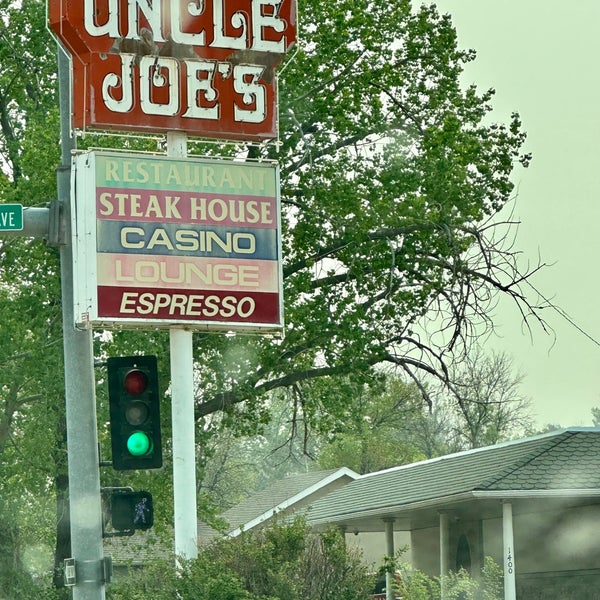 UNCLE
JOE'S
RESTAURANT
STEAK HOUSE
CASINO
LOUNGE
ESPRESSO
AVE
1400